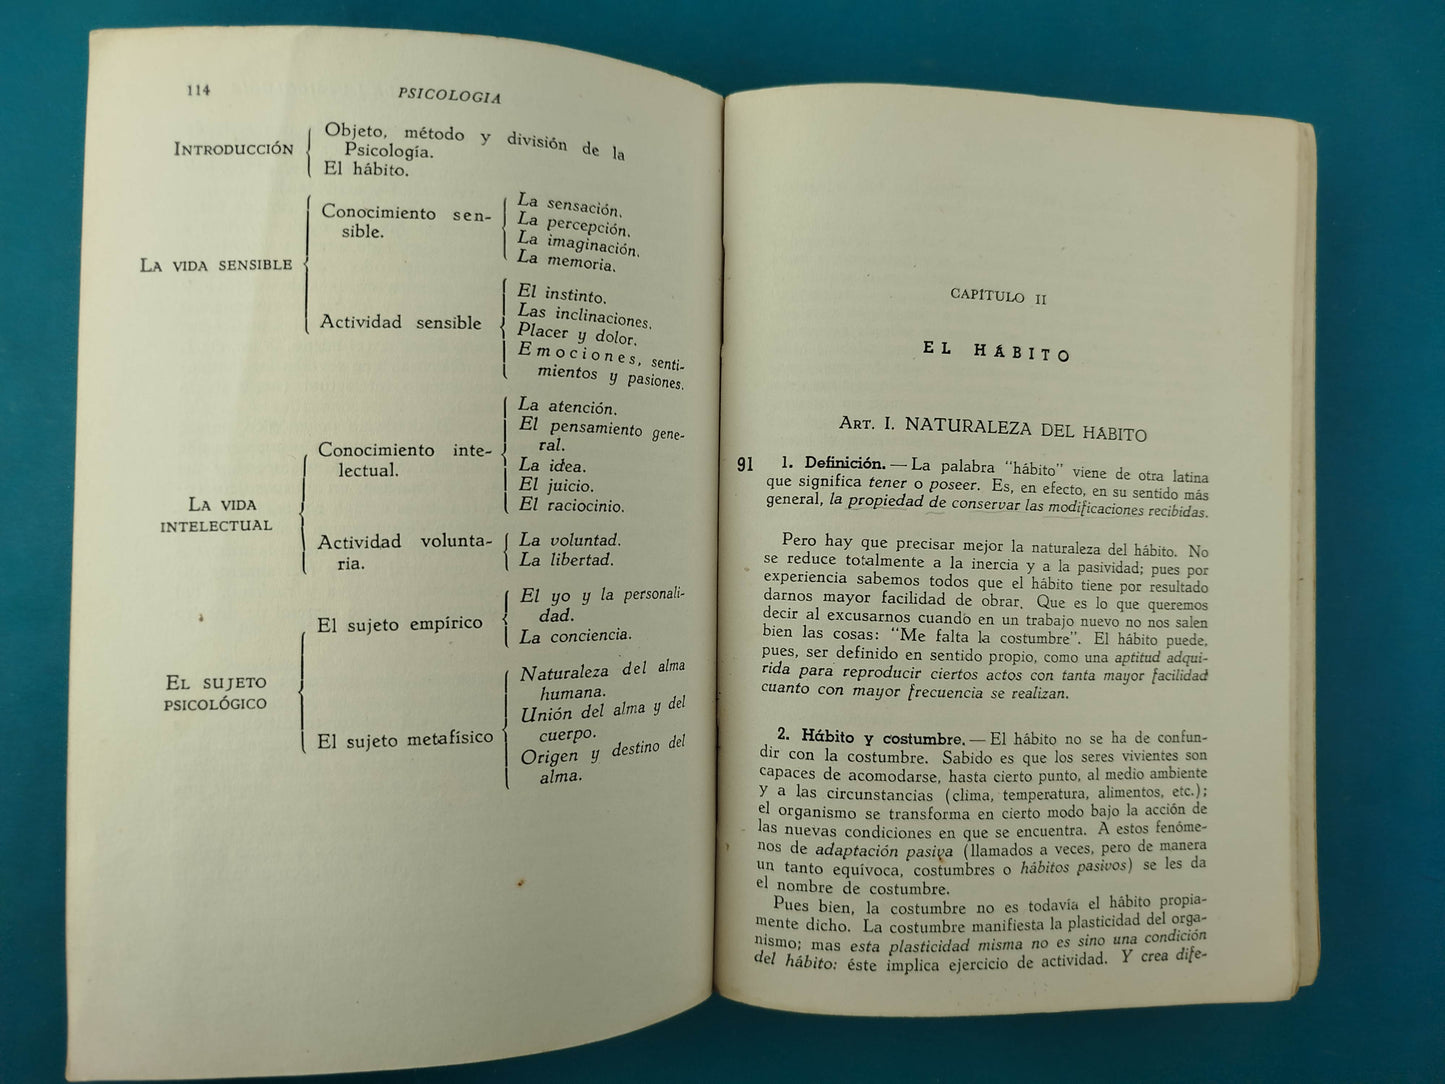 114
PSICOLOGIA
INTRODUCCIÓN
Objeto, método y división de la
Psicología.
El hábito.
LA VIDA SENSIBLE
Conocimiento sen-
sible.
La sensación.
La percepción.
La imaginación.
La memoria.
Actividad sensible
El instinto.
Las inclinaciones.
Placer y dolor.
Emociones, senti-
mientos y pasiones.
LA VIDA
INTELECTUAL
Conocimiento inte-
lectual.
La atención.
El pensamiento gene-
ral.
La idea.
El juicio.
El raciocinio.
Actividad volunta-
ria.
La voluntad.
La libertad.
EL SUJETO
PSICOLÓGICO
El sujeto empírico
El yo y la personali-
dad.
La conciencia.
El sujeto metafísico
Naturaleza del alma
humana.
Unión del alma y del
cuerpo.
Origen y destino del
alma.
CAPÍTULO II
EL HÁBITO
ART. I. NATURALEZA DEL HÁBITO
91 1. Definición. — La palabra "hábito" viene de otra latina
que significa tener o poseer. Es, en efecto, en su sentido más
general, la propiedad de conservar las modificaciones recibidas.
Pero hay que precisar mejor la naturaleza del hábito. No
se reduce totalmente a la inercia y a la pasividad; pues por
experiencia sabemos todos que el hábito tiene por resultado
darnos mayor facilidad de obrar. Que es lo que queremos
decir al excusarnos cuando en un trabajo nuevo no nos salen
bien las cosas: "Me falta la costumbre". El hábito puede,
pues, ser definido en sentido propio, como una aptitud adqui-
rida para reproducir ciertos actos con tanta mayor facilidad
cuanto con mayor frecuencia se realizan.
2. Hábito y costumbre. — El hábito no se ha de confun-
dir con la costumbre. Sabido es que los seres vivientes son
capaces de acomodarse, hasta cierto punto, al medio ambiente
y a las circunstancias (clima, temperatura, alimentos, etc.);
el organismo se transforma en cierto modo bajo la acción de
las nuevas condiciones en que se encuentra. A estos fenóme-
nos de adaptación pasiva (llamados a veces, pero de manera
un tanto equívoca, costumbres o hábitos pasivos) se les da
el nombre de costumbre.
Pues bien, la costumbre no es todavía el hábito propia-
mente dicho. La costumbre manifiesta la plasticidad del orga-
nismo; mas esta plasticidad misma no es sino una condición
del hábito: éste implica ejercicio de actividad. Y crea dife-